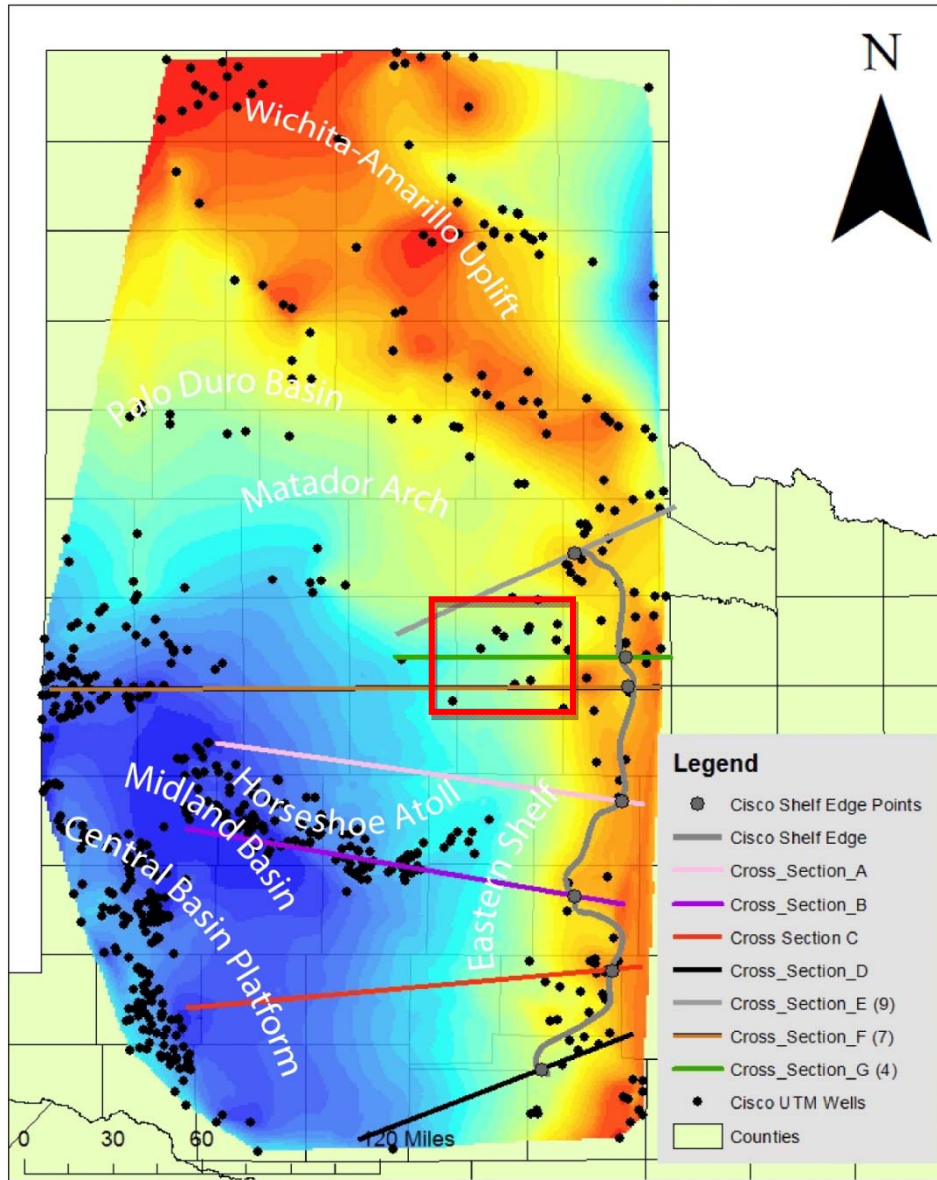 N
Wichita-Amarillo Uplift
Palo Duro Basin
Matador Arch
Horseshoe Atoll
Midland Basin
Central Basin Platform
Eastern Shelf
Legend
Cisco Shelf Edge Points
Cisco Shelf Edge
Cross_Section_A
Cross_Section_B
Cross Section C
Cross_Section_D
Cross_Section_E (9)
Cross_Section_F (7)
Cross_Section_G (4)
Cisco UTM Wells
Counties
0 30 60 120 Miles